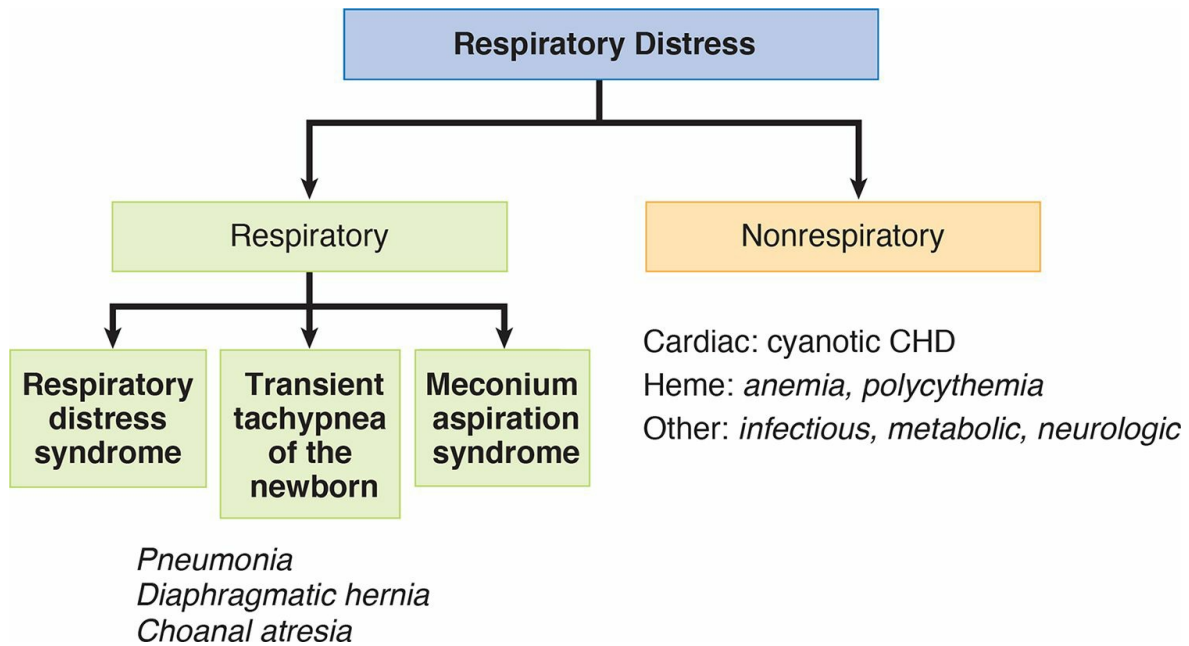 Respiratory Distress
Respiratory
Nonrespiratory
Respiratory
distress
syndrome
Transient
tachypnea
of the
newborn
Meconium
aspiration
syndrome
Cardiac: cyanotic CHD
Heme: anemia, polycythemia
Other: infectious, metabolic, neurologic
Pneumonia
Diaphragmatic hernia
Choanal atresia